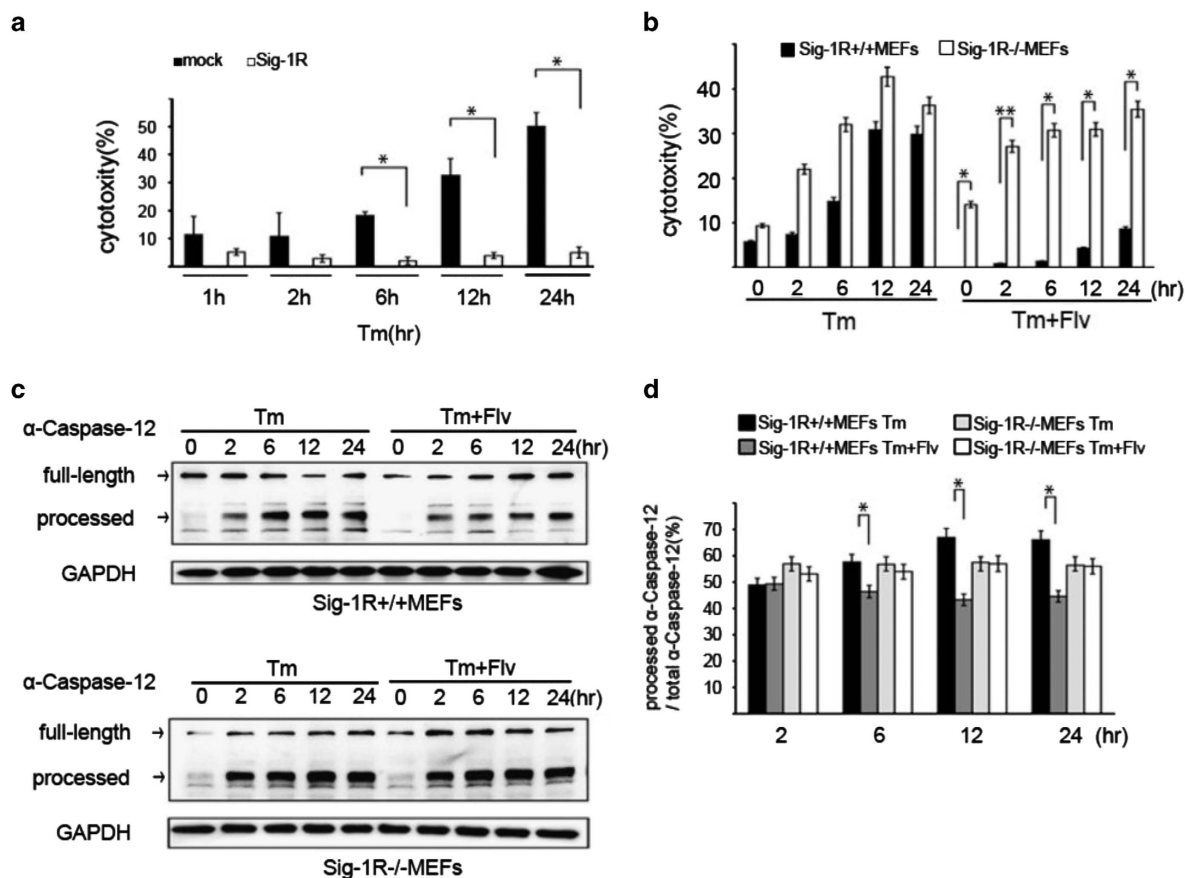 a
mock Sig-1R
cytotoxity(%)
50
30
20
10
* * *
1h 2h 6h 12h 24h
Tm(hr)
b
Sig-1R+/+MEFs Sig-1R-/-MEFs
cytotoxity(%)
40
30
20
10
* ** * * *
0 2 6 12 24 0 2 6 12 24 (hr)
Tm Tm+Flv
c
α-Caspase-12
Tm Tm+Flv
0 2 6 12 24 0 2 6 12 24(hr)
full-length
processed
GAPDH
Sig-1R+/+MEFs
α-Caspase-12
Tm Tm+Flv
0 2 6 12 24 0 2 6 12 24(hr)
full-length
processed
GAPDH
Sig-1R-/-MEFs
d
Sig-1R+/+MEFs Tm Sig-1R-/-MEFs Tm
Sig-1R+/+MEFs Tm+Flv Sig-1R-/-MEFs Tm+Flv
processed α-Caspase-12
/ total α-Caspase-12(%)
70
60
50
40
30
20
10
* * *
2 6 12 24 (hr)